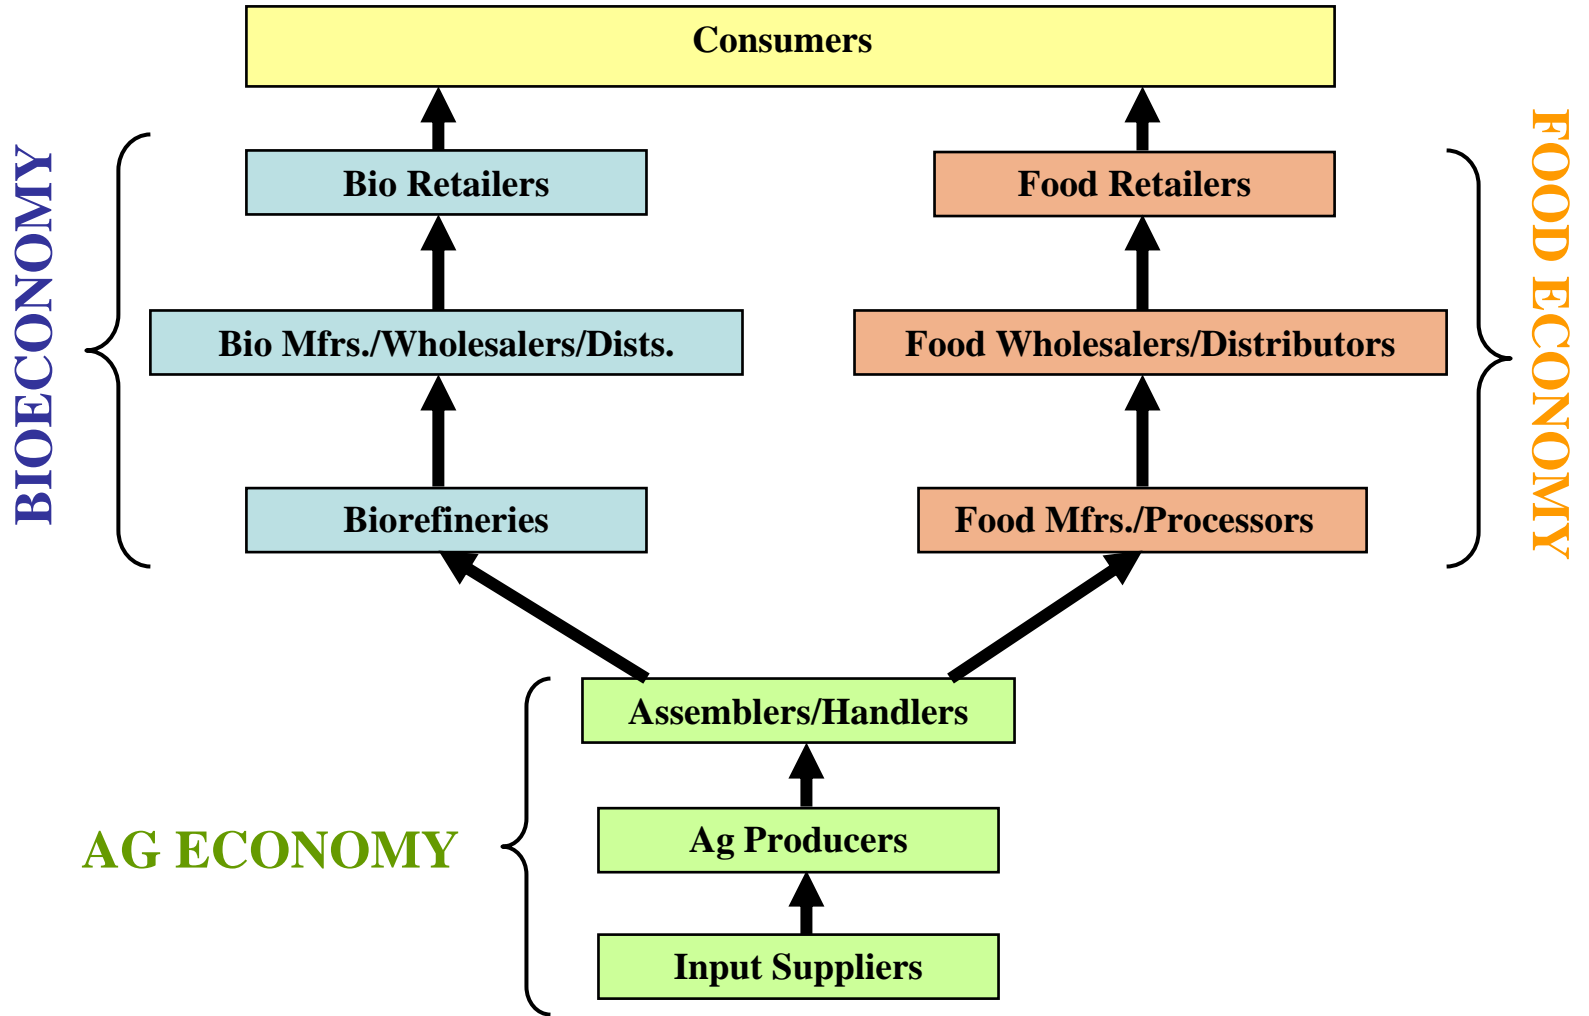 Consumers
BIOECONOMY
FOOD ECONOMY
Bio Retailers
Food Retailers
Bio Mfrs./Wholesalers/Dists.
Food Wholesalers/Distributors
Biorefineries
Food Mfrs./Processors
Assemblers/Handlers
AG ECONOMY
Ag Producers
Input Suppliers